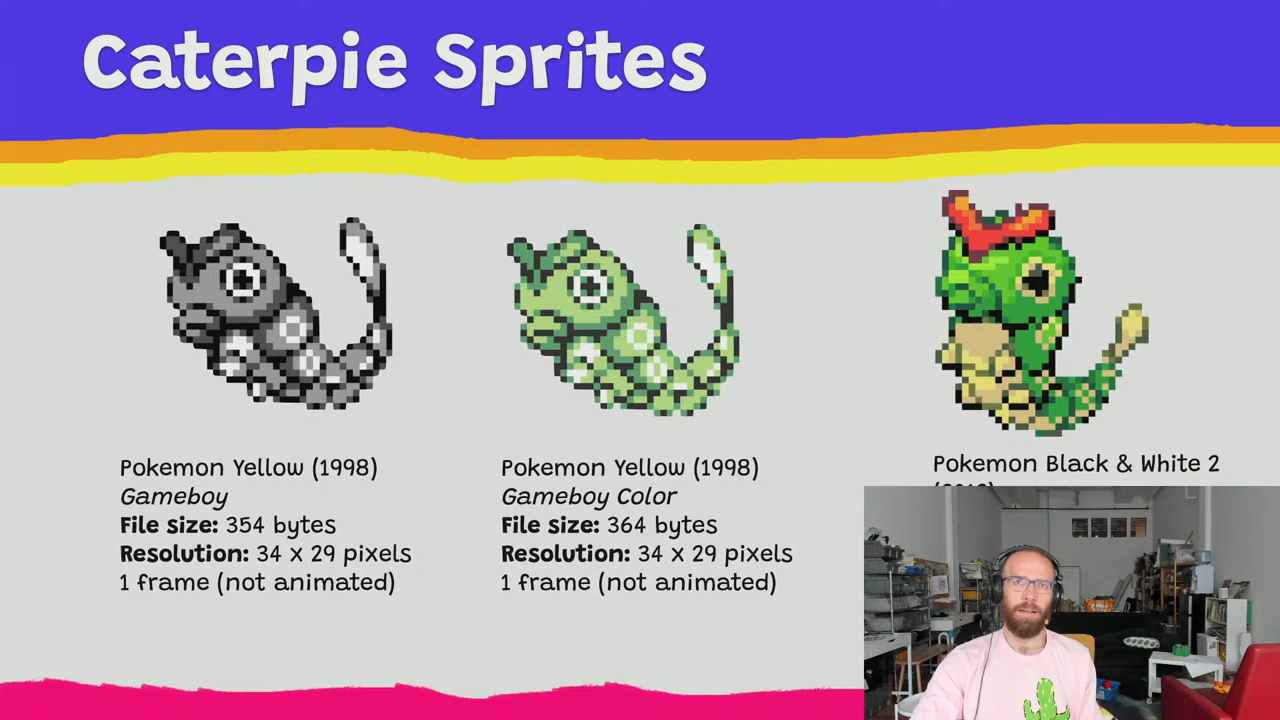 Caterpie Sprites
Pokemon Yellow (1998)
Gameboy
File size: 354 bytes
Resolution: 34 x 29 pixels
1 frame (not animated)
Pokemon Yellow (1998)
Gameboy Color
File size: 364 bytes
Resolution: 34 x 29 pixels
1 frame (not animated)
Pokemon Black & White 2